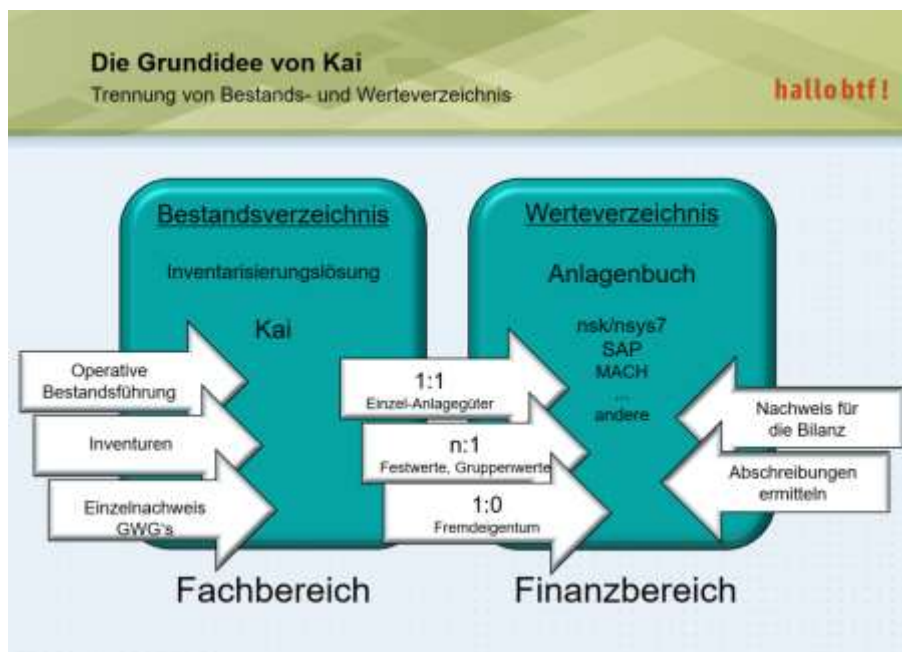 Die Grundidee von Kai
Trennung von Bestands- und Werteverzeichnis
hallobtf!
Bestandsverzeichnis
Inventarisierungslösung
Kai
Operative
Bestandsführung
Inventuren
Einzelnachweis
GWG's
Werteverzeichnis
Anlagenbuch
nsk/nsys7
SAP
MACH
...
andere
1:1
Einzel-Anlagegüter
n:1
Festwerte, Gruppenwerte
1:0
Fremdeigentum
Nachweis für
die Bilanz
Abschreibungen
ermitteln
Fachbereich
Finanzbereich